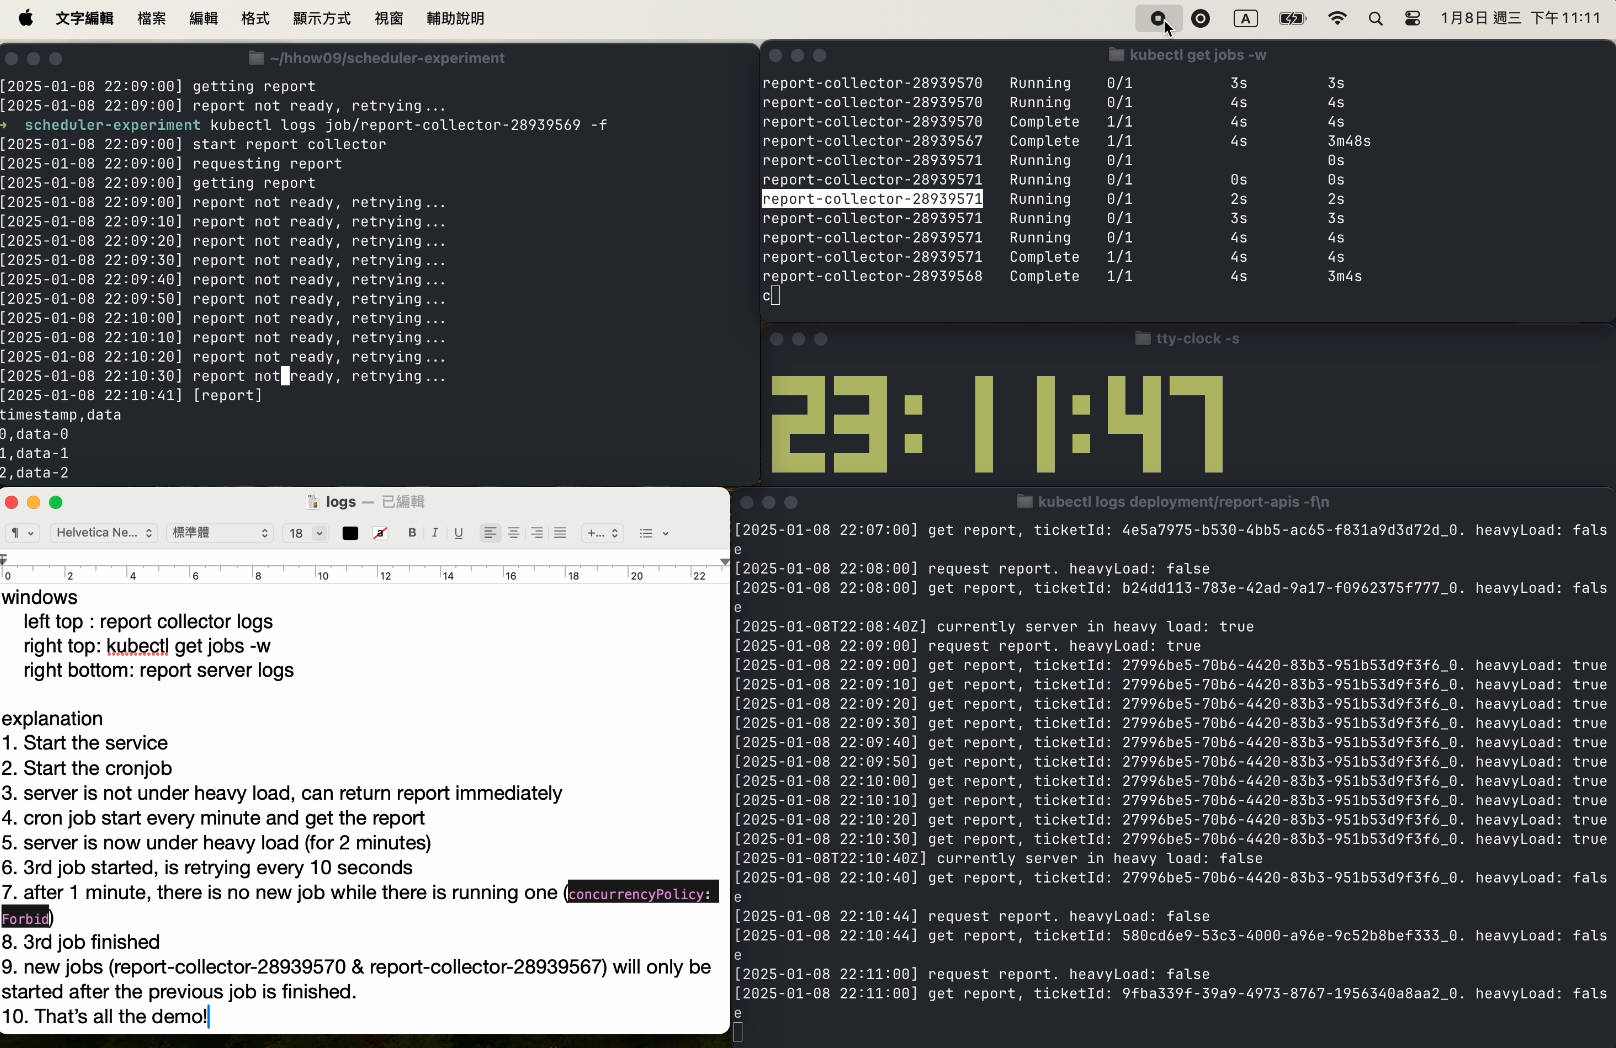 文字編輯 檔案 編輯 格式 顯示方式 視窗 輔助說明 A 1月8日 週三 下午11:11
~/hhow09/scheduler-experiment
[2025-01-08 22:09:00] getting report
[2025-01-08 22:09:00] report not ready, retrying...
→ scheduler-experiment kubectl logs job/report-collector-28939569 -f
[2025-01-08 22:09:00] start report collector
[2025-01-08 22:09:00] requesting report
[2025-01-08 22:09:00] getting report
[2025-01-08 22:09:00] report not ready, retrying...
[2025-01-08 22:09:10] report not ready, retrying...
[2025-01-08 22:09:20] report not ready, retrying...
[2025-01-08 22:09:30] report not ready, retrying...
[2025-01-08 22:09:40] report not ready, retrying...
[2025-01-08 22:09:50] report not ready, retrying...
[2025-01-08 22:10:00] report not ready, retrying...
[2025-01-08 22:10:10] report not ready, retrying...
[2025-01-08 22:10:20] report not ready, retrying...
[2025-01-08 22:10:30] report not ready, retrying...
[2025-01-08 22:10:41] [report]
timestamp,data
0,data-0
1,data-1
2,data-2
kubectl get jobs -w
report-collector-28939570 Running 0/1 3s 3s
report-collector-28939570 Running 0/1 4s 4s
report-collector-28939570 Complete 1/1 4s 4s
report-collector-28939567 Complete 1/1 4s 3m48s
report-collector-28939571 Running 0/1 0s
report-collector-28939571 Running 0/1 0s 0s
report-collector-28939571 Running 0/1 2s 2s
report-collector-28939571 Running 0/1 3s 3s
report-collector-28939571 Running 0/1 4s 4s
report-collector-28939571 Complete 1/1 4s 4s
report-collector-28939568 Complete 1/1 4s 3m4s
c
tty-clock -s
23:11:47
logs — 已編輯
¶ Helvetica Ne... 標準體 18 a B I U +...
0 2 4 6 8 10 12 14 16 18 20 22
windows
left top : report collector logs
right top: kubectl get jobs -w
right bottom: report server logs
explanation
1. Start the service
2. Start the cronjob
3. server is not under heavy load, can return report immediately
4. cron job start every minute and get the report
5. server is now under heavy load (for 2 minutes)
6. 3rd job started, is retrying every 10 seconds
7. after 1 minute, there is no new job while there is running one (concurrencyPolicy:
Forbid)
8. 3rd job finished
9. new jobs (report-collector-28939570 & report-collector-28939567) will only be
started after the previous job is finished.
10. That’s all the demo!
kubectl logs deployment/report-apis -f\n
[2025-01-08 22:07:00] get report, ticketId: 4e5a7975-b530-4bb5-ac65-f831a9d3d72d_0. heavyLoad: fals
e
[2025-01-08 22:08:00] request report. heavyLoad: false
[2025-01-08 22:08:00] get report, ticketId: b24dd113-783e-42ad-9a17-f0962375f777_0. heavyLoad: fals
e
[2025-01-08T22:08:40Z] currently server in heavy load: true
[2025-01-08 22:09:00] request report. heavyLoad: true
[2025-01-08 22:09:00] get report, ticketId: 27996be5-70b6-4420-83b3-951b53d9f3f6_0. heavyLoad: true
[2025-01-08 22:09:10] get report, ticketId: 27996be5-70b6-4420-83b3-951b53d9f3f6_0. heavyLoad: true
[2025-01-08 22:09:20] get report, ticketId: 27996be5-70b6-4420-83b3-951b53d9f3f6_0. heavyLoad: true
[2025-01-08 22:09:30] get report, ticketId: 27996be5-70b6-4420-83b3-951b53d9f3f6_0. heavyLoad: true
[2025-01-08 22:09:40] get report, ticketId: 27996be5-70b6-4420-83b3-951b53d9f3f6_0. heavyLoad: true
[2025-01-08 22:09:50] get report, ticketId: 27996be5-70b6-4420-83b3-951b53d9f3f6_0. heavyLoad: true
[2025-01-08 22:10:00] get report, ticketId: 27996be5-70b6-4420-83b3-951b53d9f3f6_0. heavyLoad: true
[2025-01-08 22:10:10] get report, ticketId: 27996be5-70b6-4420-83b3-951b53d9f3f6_0. heavyLoad: true
[2025-01-08 22:10:20] get report, ticketId: 27996be5-70b6-4420-83b3-951b53d9f3f6_0. heavyLoad: true
[2025-01-08 22:10:30] get report, ticketId: 27996be5-70b6-4420-83b3-951b53d9f3f6_0. heavyLoad: true
[2025-01-08T22:10:40Z] currently server in heavy load: false
[2025-01-08 22:10:40] get report, ticketId: 27996be5-70b6-4420-83b3-951b53d9f3f6_0. heavyLoad: fals
e
[2025-01-08 22:10:44] request report. heavyLoad: false
[2025-01-08 22:10:44] get report, ticketId: 580cd6e9-53c3-4000-a96e-9c52b8bef333_0. heavyLoad: fals
e
[2025-01-08 22:11:00] request report. heavyLoad: false
[2025-01-08 22:11:00] get report, ticketId: 9fba339f-39a9-4973-8767-1956340a8aa2_0. heavyLoad: fals
e